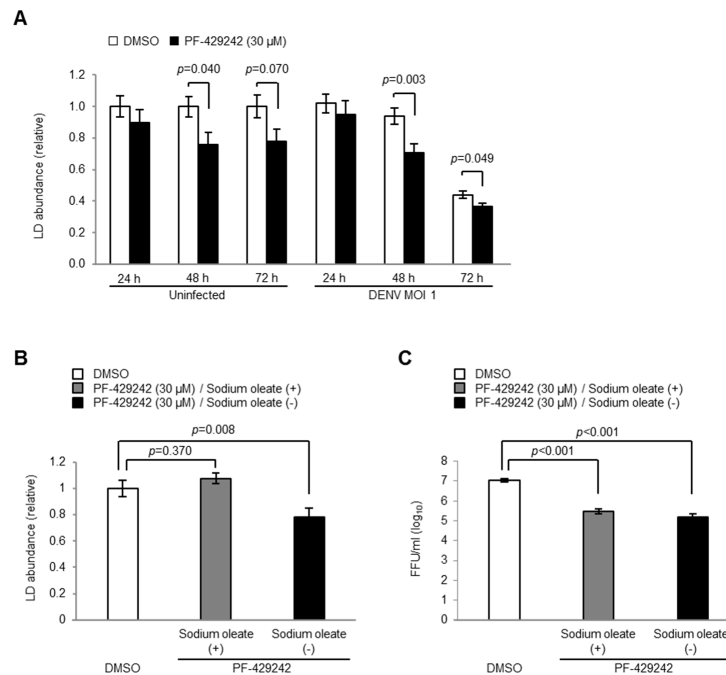 A
DMSO PF-429242 (30 µM)
p=0.040 p=0.070 p=0.003 p=0.049
LD abundance (relative)
1.2
1.0
0.8
0.6
0.4
0.2
0.0
24 h 48 h 72 h 24 h 48 h 72 h
Uninfected DENV MOI 1
B
DMSO
PF-429242 (30 µM) / Sodium oleate (+)
PF-429242 (30 µM) / Sodium oleate (-)
p=0.008
p=0.370
LD abundance (relative)
1.2
1
0.8
0.6
0.4
0.2
0
Sodium oleate (+)
Sodium oleate (-)
DMSO PF-429242
C
DMSO
PF-429242 (30 µM) / Sodium oleate (+)
PF-429242 (30 µM) / Sodium oleate (-)
p<0.001
p<0.001
FFU/ml (log10)
8
7
6
5
4
3
2
1
0
Sodium oleate (+)
Sodium oleate (-)
DMSO PF-429242